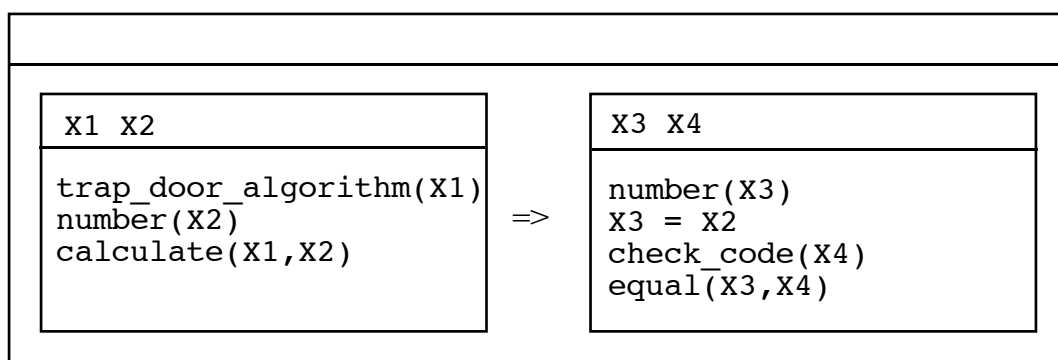 X1 X2
trap_door_algorithm(X1)
number(X2)
calculate(X1,X2)
=>
X3 X4
number(X3)
X3 = X2
check_code(X4)
equal(X3,X4)